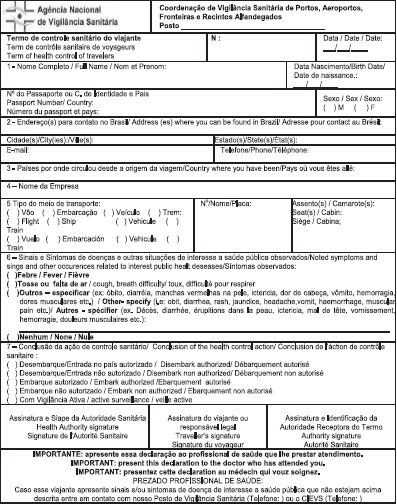 Agência Nacional
de Vigilância Sanitária
Coordenação de Vigilância Sanitária de Portos, Aeroportos,
Fronteiras e Recintos Alfandegados
Posto
Termo de controle sanitário do viajante
Term de contrôle sanitaire de voyageurs
Term of health control of travelers
N :
Data / Date / Date:
__/__/__
1 – Nome Completo / Full Name / Nom et Prenom:
Data Nascimento/Birth Date/
Date de naissance.:
__/__/__
Nº do Passaporte ou C. de Identidade e País
Passaport Number/ Country:
Número du passport et pays:
Sexo / Sex / Sexo
( ) M ( ) F
2 - Endereço(s) para contato no Brasil/ Address (es) where you can be found in Brazil/ Adresse pour contact au Brésil:
Cidade(s)/City(ies):/Ville(s):
Estado(s)/State(s)/État(s):
E-mail:
Telefone/Phone/Téléphone:
3 – Países por onde circulou desde a origem da viagem/Country where you have been/Pays où vous êtes allé:
4 – Nome da Empresa
5 Tipo do meio de transporte:
( ) Vôo ( ) Embarcação ( ) Veículo ( ) Trem:
( ) Flight ( ) Ship ( ) Vehicule ( )
Train
( ) Vuelo ( ) Embarcación ( ) Vehicule ( )
Train
Nº/Nome/Placa:
Assento(s) / Camarote(s):
Seat(s) / Cabin:
Siège / Cabina;
6 – Sinais e Sintomas de doenças e outras situações de interesse a saúde pública observados/Noted symptoms and
sings and other occurences related to interest public healt deseases/Sintomas observados:
( )Febre / Fever / Fièvre
( )Tosse ou falta de ar / cough, breath difficulty/ toux, difficulté pour respirer
( )Outros – especificar (ex: óbito, diarréia, manchas vermelhas na pele, icterícia, dor de cabeça, vômito, hemorragia,
dores musculares etc.) / Other- specify (i.e: obit, diarrhea, rash, jaundice, headache,vomit, haemorrhage, muscular
pain etc.)/ Autres – spécifier (ex. Décès, diarrhée, éruptions dans la peau, icterícia, mal de tête, vomissement,
hemorragie, douleurs musculaires etc.):
( )Nenhum / None / Nule
7 – Conclusão da ação de controle sanitário/ Conclusion of the health control action/ Conclusion de l'áction de contrôle
sanitaire :
( ) Desembarque/Entrada no país autorizado / Disembark authorized/ Débarquement autorisé
( ) Desembarque/Entrada não autorizado / Disembark non authorized/ Débarquement non autorisé
( ) Embarque autorizado / Embark authorized /Ebarquement autorisé
( ) Embarque não autorizado / Embark non authorized / Ebarquement non autorisé
( ) Com Vigilância Ativa / active surveillance / veille active
Assinatura e Siape da Autoridade Sanitária
Health Authority signature
Signature de l'Autorité Sanitaire
Assinatura do viajante ou
responsável legal
Traveller's signature
Signature du voyageur
Assinatura e Identificação da
Autoridade Receptora do Termo
Authority signature
Autorité Sanitaire
IMPORTANTE: apresente essa declaração ao profissional de saúde que lhe prestar atendimento.
IMPORTANT: present this declaration to the doctor who has attended you.
IMPORTANT: presentez cette declaration au médecin qui vous soignez.
PREZADO PROFISSIONAL DE SAÚDE:
Caso esse viajante apresente sinais e/ou sintomas de doença de interesse a saúde pública que não estejam acima
descrita entre em contato com nosso Posto de Vigilância Sanitária (Telefone: ) ou o CIEVS (Telefone: )